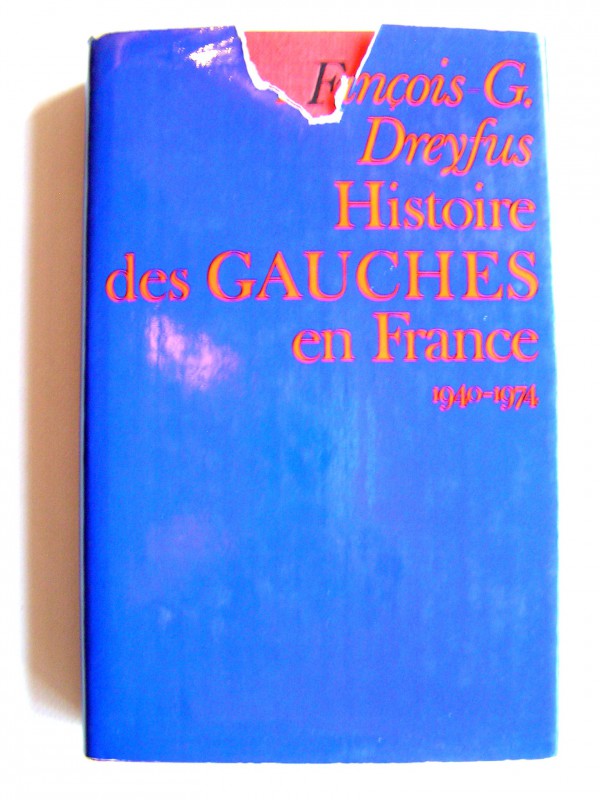 François-G.
Dreyfus
Histoire
des GAUCHES
en France
1940-1974